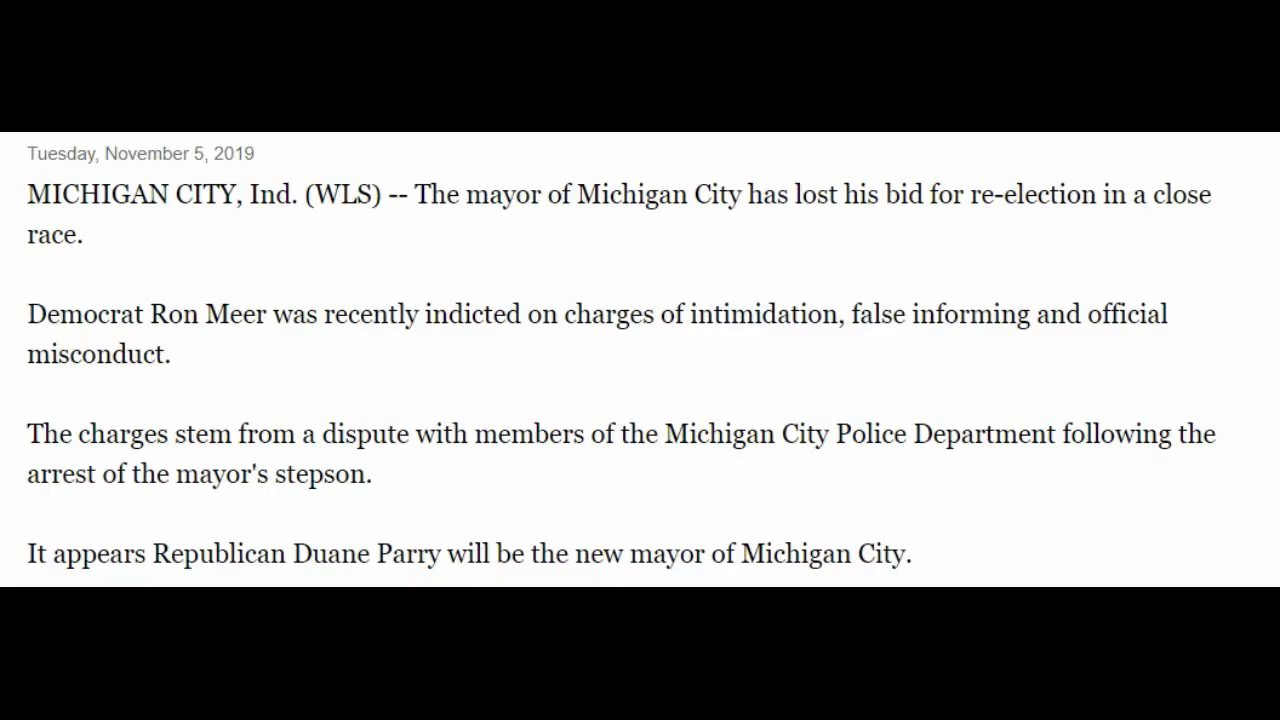 Tuesday, November 5, 2019
MICHIGAN CITY, Ind. (WLS) -- The mayor of Michigan City has lost his bid for re-election in a close
race.
Democrat Ron Meer was recently indicted on charges of intimidation, false informing and official
misconduct.
The charges stem from a dispute with members of the Michigan City Police Department following the
arrest of the mayor's stepson.
It appears Republican Duane Parry will be the new mayor of Michigan City.